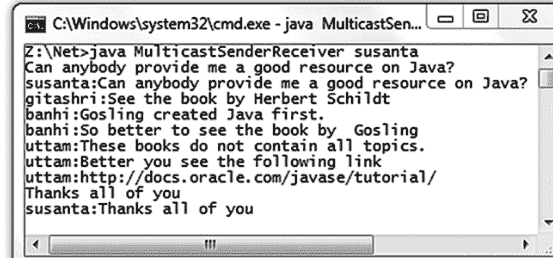 C:\Windows\system32\cmd.exe - java MulticastSen...
Z:\Net>java MulticastSenderReceiver susanta
Can anybody provide me a good resource on Java?
susanta:Can anybody provide me a good resource on Java?
gitashri:See the book by Herbert Schildt
banhi:Gosling created Java first.
banhi:So better to see the book by  Gosling
uttam:These books do not contain all topics.
uttam:Better you see the following link
uttam:http://docs.oracle.com/javase/tutorial/
Thanks all of you
susanta:Thanks all of you